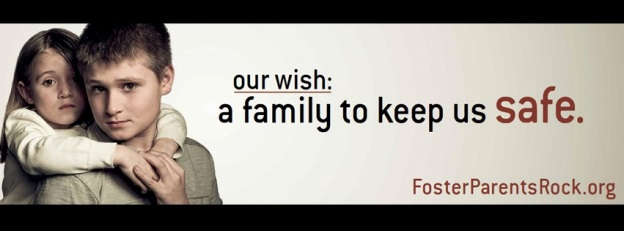 our wish:
a family to keep us safe.
FosterParentsRock.org